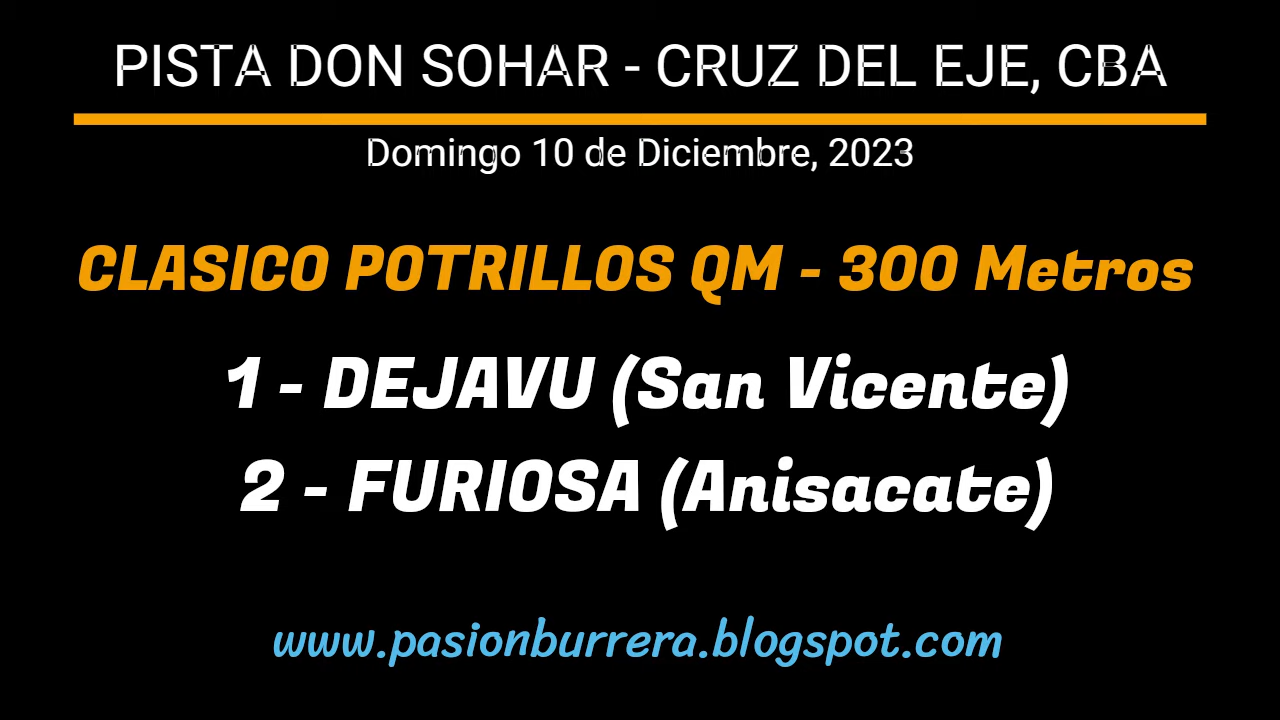 PISTA DON SOHAR - CRUZ DEL EJE, CBA
Domingo 10 de Diciembre, 2023
CLASICO POTRILLOS QM - 300 Metros
1 - DEJAVU (San Vicente)
2 - FURIOSA (Anisacate)
www.pasionburrera.blogspot.com